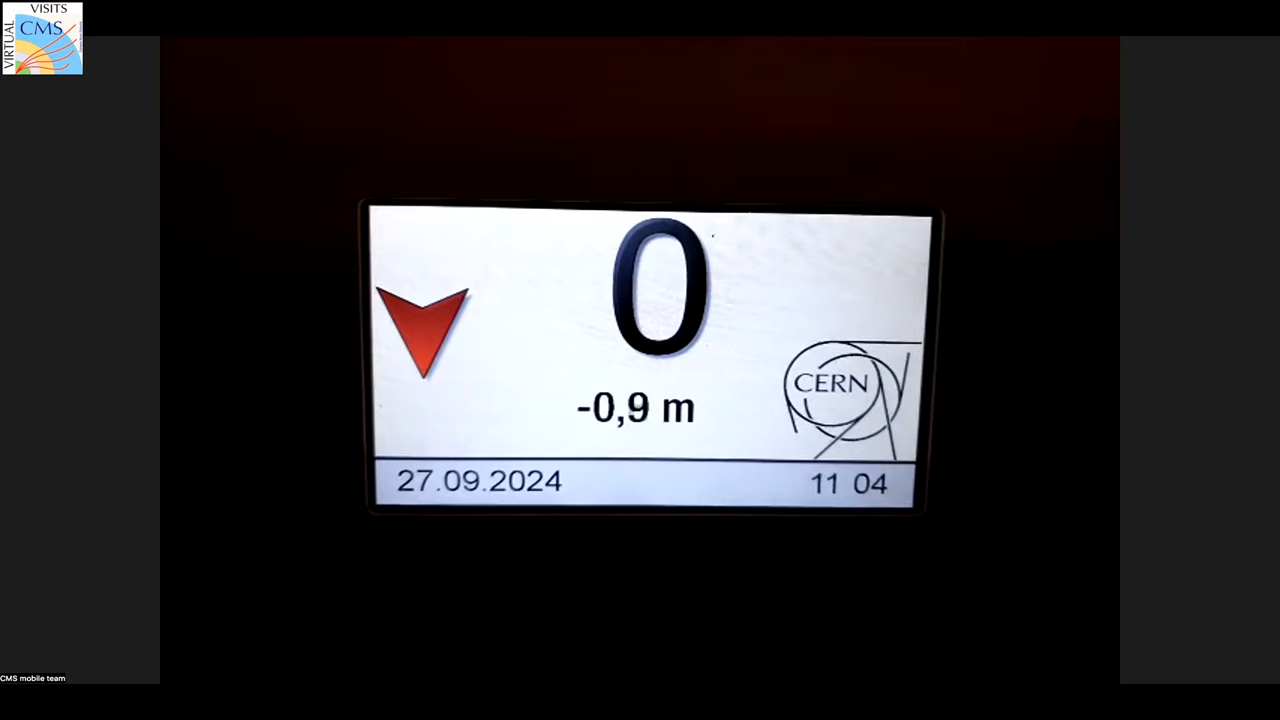 VISITS
CMS
VIRTUAL
0
-0,9 m
CERN
27.09.2024
11 04
CMS mobile team